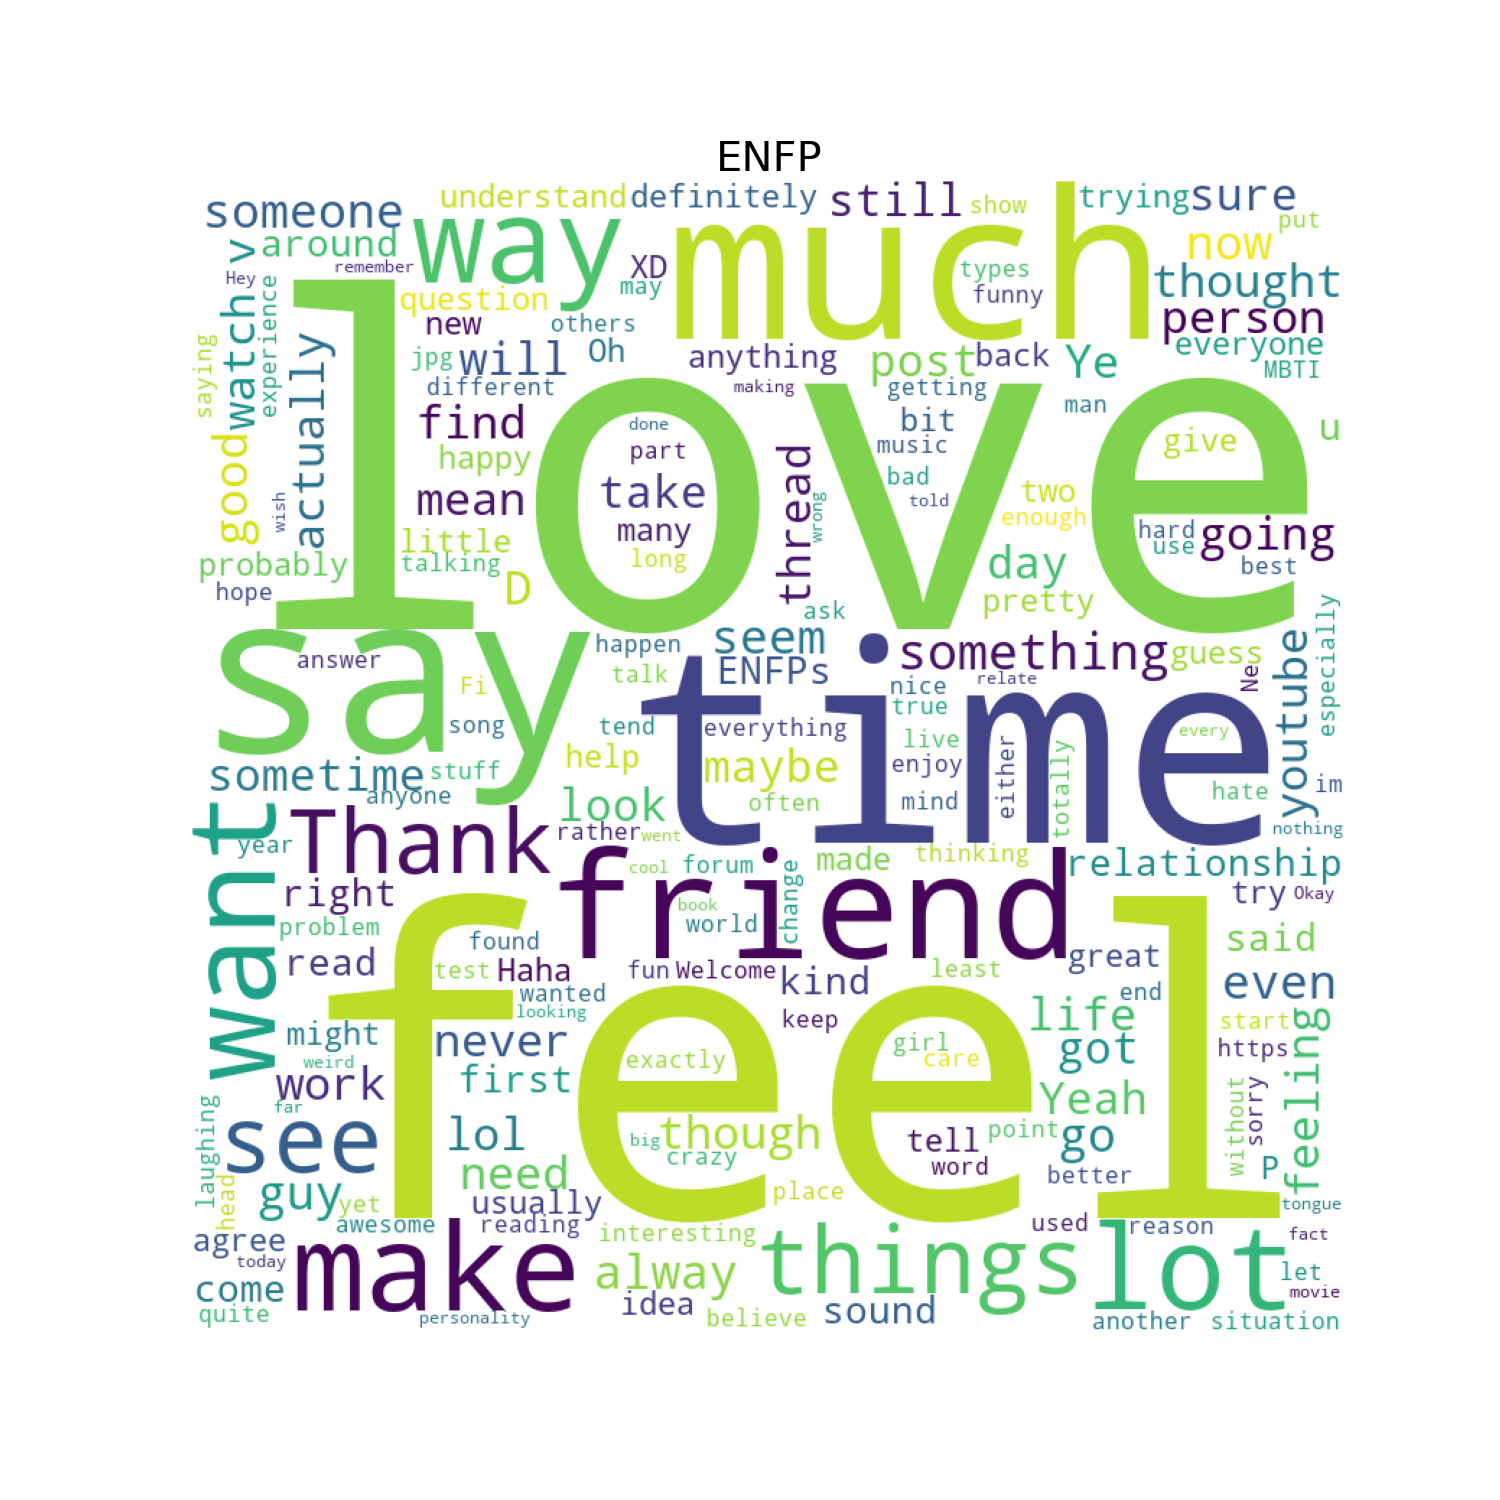 ENFP
understand definitely still show trying sure
someone way much put
v around now
remember XD types
Hey may thought
question funny
new others person
watch experience
saying actually
jpg will Oh anything post back Ye everyone
different making getting MBTI
love
find done bit man u
happy part music give
good wish mean take thread wrong bad told two
many enough
little long hard going
probably talking D day use best
hope pretty
ask
say happen seem something guess
answer talk ENFPs Ne youtube especially
Fi time nice relate
song tend everything true every
help live
sometime stuff maybe enjoy either totally
anyone look often mind hate im
want Thank rather went nothing
year forum made thinking relationship
right friend cool change try Okay
problem book world
found said
read test Haha fun Welcome kind least great even
wanted end
feel
looking keep life start feeling
might never girl got https
weird exactly care
work first Yeah without sorry
far
laughing
see lol big though tell point go
crazy word P
need better
head guy yet usually place tongue
awesome reading interesting used reason fact
agree make alway things lot
today let
come idea sound movie
quite personality believe another situation